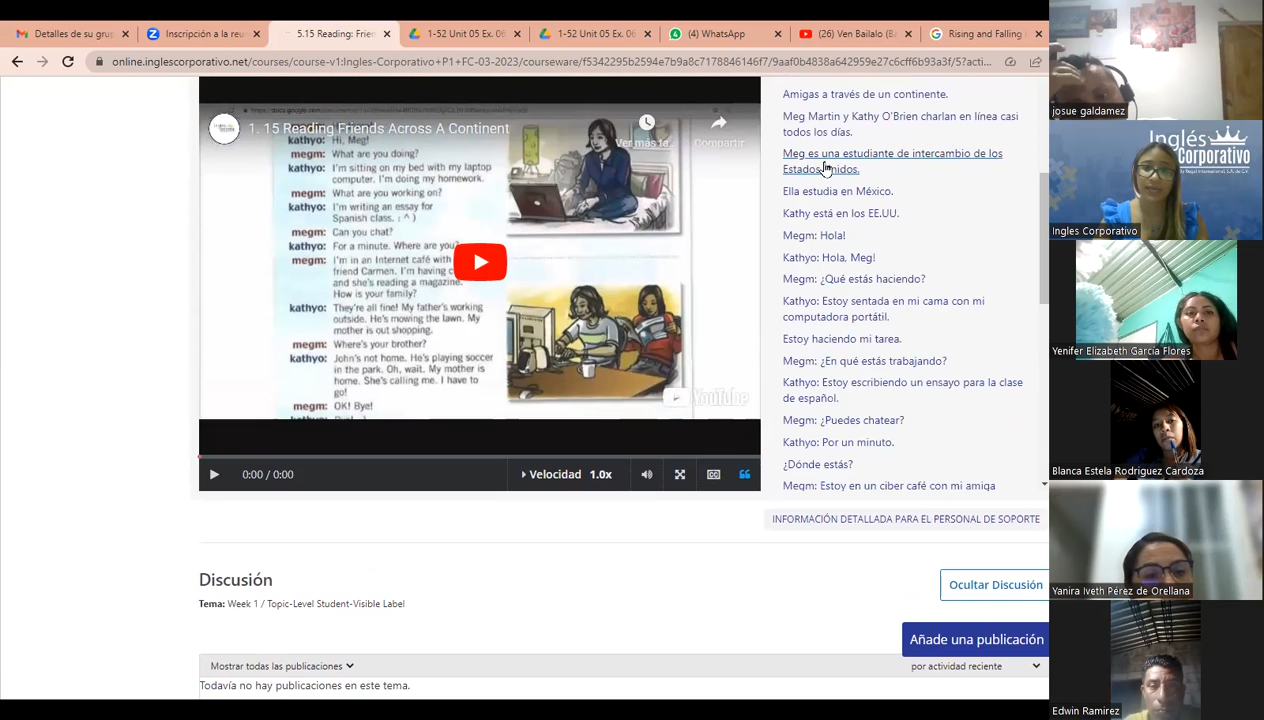 Detalles de su gru
Inscripción a la reu
5.15 Reading: Frien
1-52 Unit 05 Ex. 06
1-52 Unit 05 Ex. 06
(4) WhatsApp
(26) Ven Bailalo (Ba
Rising and Falling I
online.inglescorporativo.net/courses/course-v1:Ingles-Corporativo+P1+FC-03-2023/courseware/f5342295b2594e7b9a8c7178846146f7/9aaf0b4838a642959e27c6cff6b93a3f/5?acti...
1. 15 Reading Friends Across A Continent
Ver más ta...
Compartir
kathyo: Hi, Meg!
megm: What are you doing?
kathyo: I'm sitting on my bed with my laptop
computer. I'm doing my homework.
megm: What are you working on?
kathyo: I'm writing an essay for
Spanish class. : ^ )
megm: Can you chat?
kathyo: For a minute. Where are you?
megm: I'm in an Internet café with
friend Carmen. I'm having c
and she's reading a magazine.
How is your family?
kathyo: They're all fine! My father's working
outside. He's mowing the lawn. My
mother is out shopping.
megm: Where's your brother?
kathyo: John's not home. He's playing soccer
in the park. Oh, wait. My mother is
home. She's calling me. I have to
go!
megm: OK! Bye!
YouTube
0:00 / 0:00
Velocidad 1.0x
Amigas a través de un continente.
Meg Martin y Kathy O'Brien charlan en línea casi
todos los días.
Meg es una estudiante de intercambio de los
Estados Unidos.
Ella estudia en México.
Kathy está en los EE.UU.
Megm: Hola!
Kathyo: Hola, Meg!
Megm: ¿Qué estás haciendo?
Kathyo: Estoy sentada en mi cama con mi
computadora portátil.
Estoy haciendo mi tarea.
Megm: ¿En qué estás trabajando?
Kathyo: Estoy escribiendo un ensayo para la clase
de español.
Megm: ¿Puedes chatear?
Kathyo: Por un minuto.
¿Dónde estás?
Megm: Estoy en un ciber café con mi amiga
INFORMACIÓN DETALLADA PARA EL PERSONAL DE SOPORTE
Discusión
Ocultar Discusión
Tema: Week 1 / Topic-Level Student-Visible Label
Añade una publicación
Mostrar todas las publicaciones
por actividad reciente
Todavía no hay publicaciones en este tema.
josue galdamez
Inglés
Corporativo
Ingles Corporativo
Yenifer Elizabeth García Flores
Blanca Estela Rodriguez Cardoza
Yanira Iveth Pérez de Orellana
Edwin Ramirez